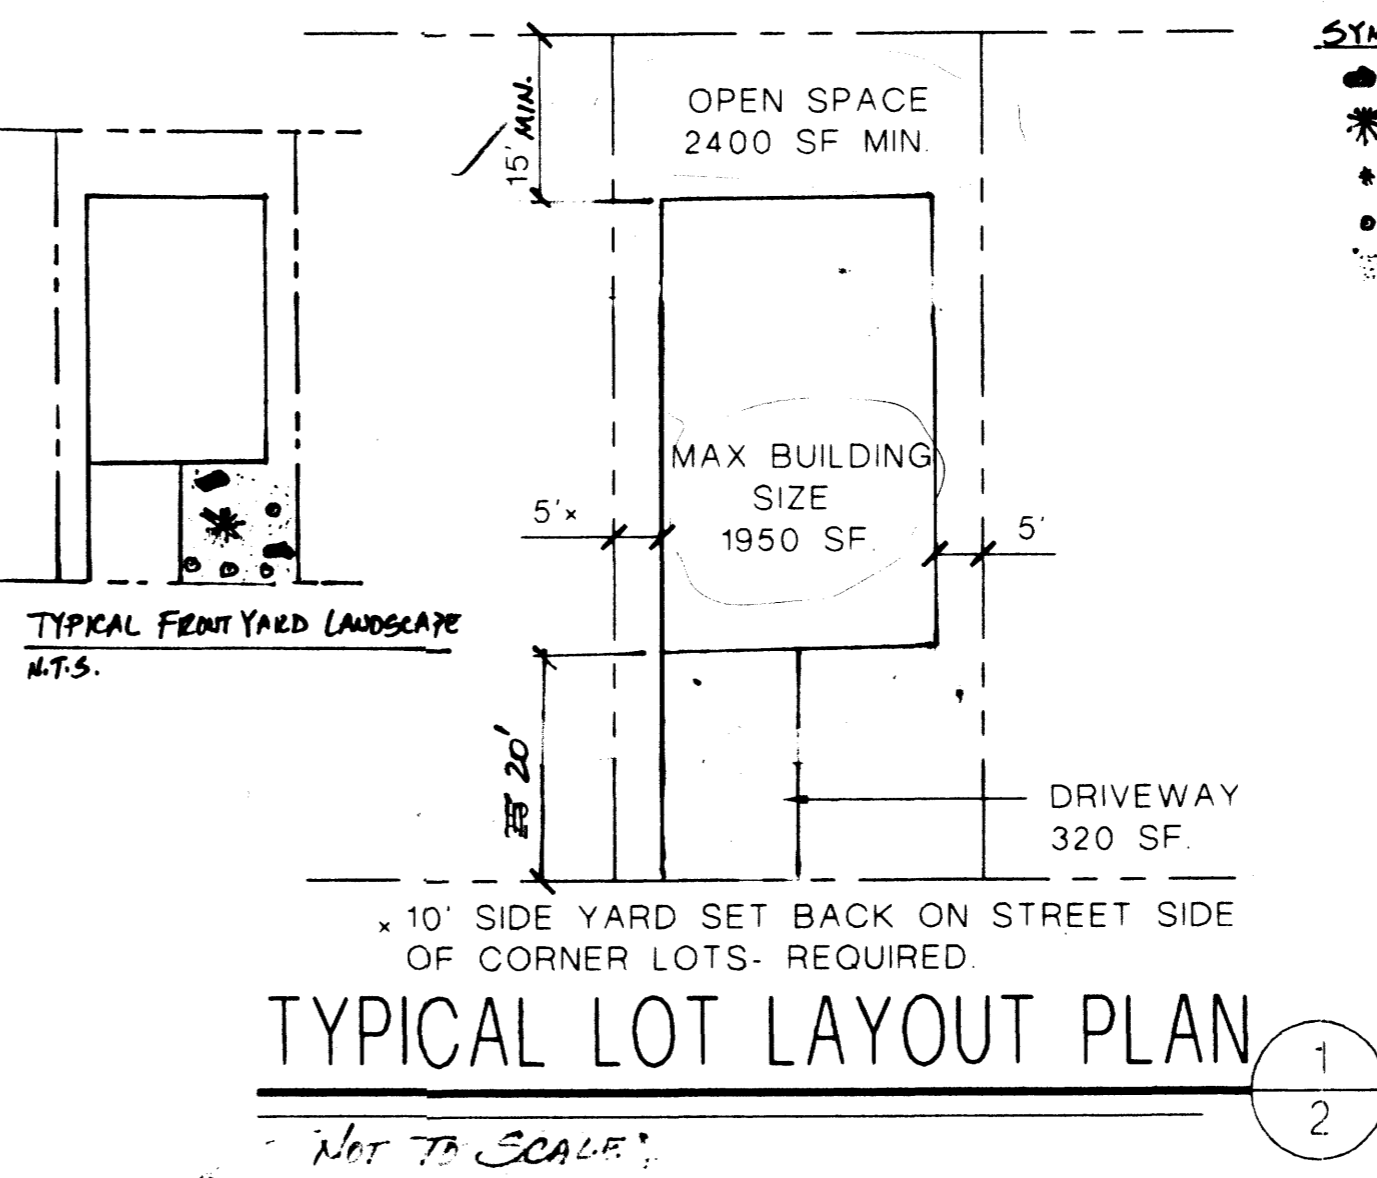 OPEN SPACE
2400 SF MIN.
15' MIN.
MAX BUILDING
SIZE
1950 SF.
5'×
5'
20'
DRIVEWAY
320 SF.
× 10' SIDE YARD SET BACK ON STREET SIDE
OF CORNER LOTS- REQUIRED.
TYPICAL LOT LAYOUT PLAN
1
2
NOT TO SCALE
TYPICAL FRONT YARD LANDSCAPE
N.T.S.